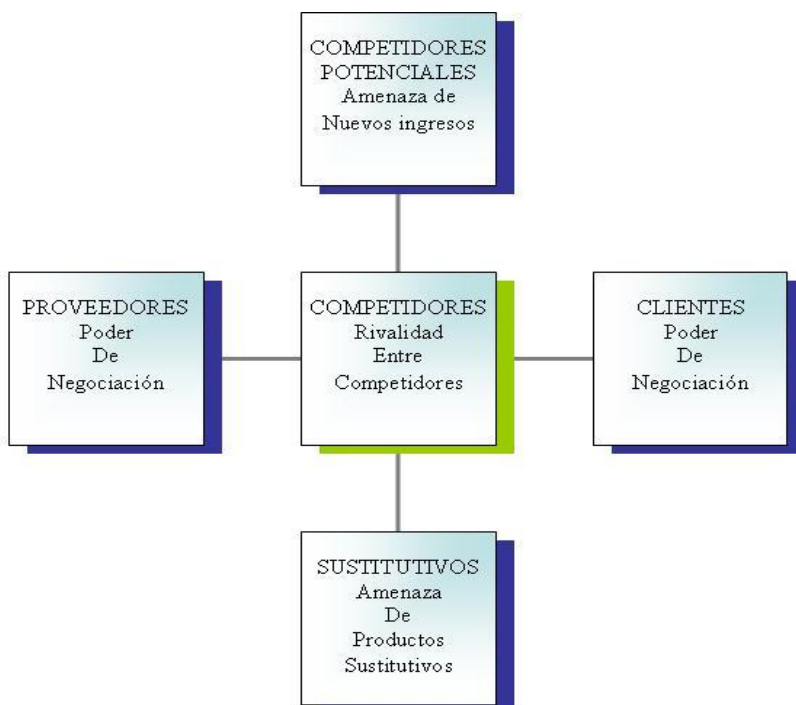 COMPETIDORES
POTENCIALES
Amenaza de
Nuevos ingresos
PROVEEDORES
Poder
De
Negociación
COMPETIDORES
Rivalidad
Entre
Competidores
CLIENTES
Poder
De
Negociación
SUSTITUTIVOS
Amenaza
De
Productos
Sustitutivos